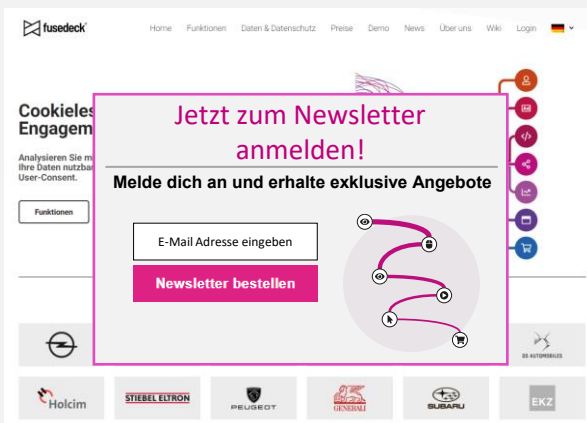 fusedeck
Home Funktionen Daten & Datenschutz Preise Demo News Über uns Wiki Login
Jetzt zum Newsletter
anmelden!
Cookieles
Engagem
Analysieren Sie m
Ihre Daten nutzbar
User-Consent.
Funktionen
Melde dich an und erhalte exklusive Angebote
E-Mail Adresse eingeben
Newsletter bestellen
DS AUTOMOBILES
Holcim
STIEBEL ELTRON
PEUGEOT
GENERALI
SUBARU
EKZ